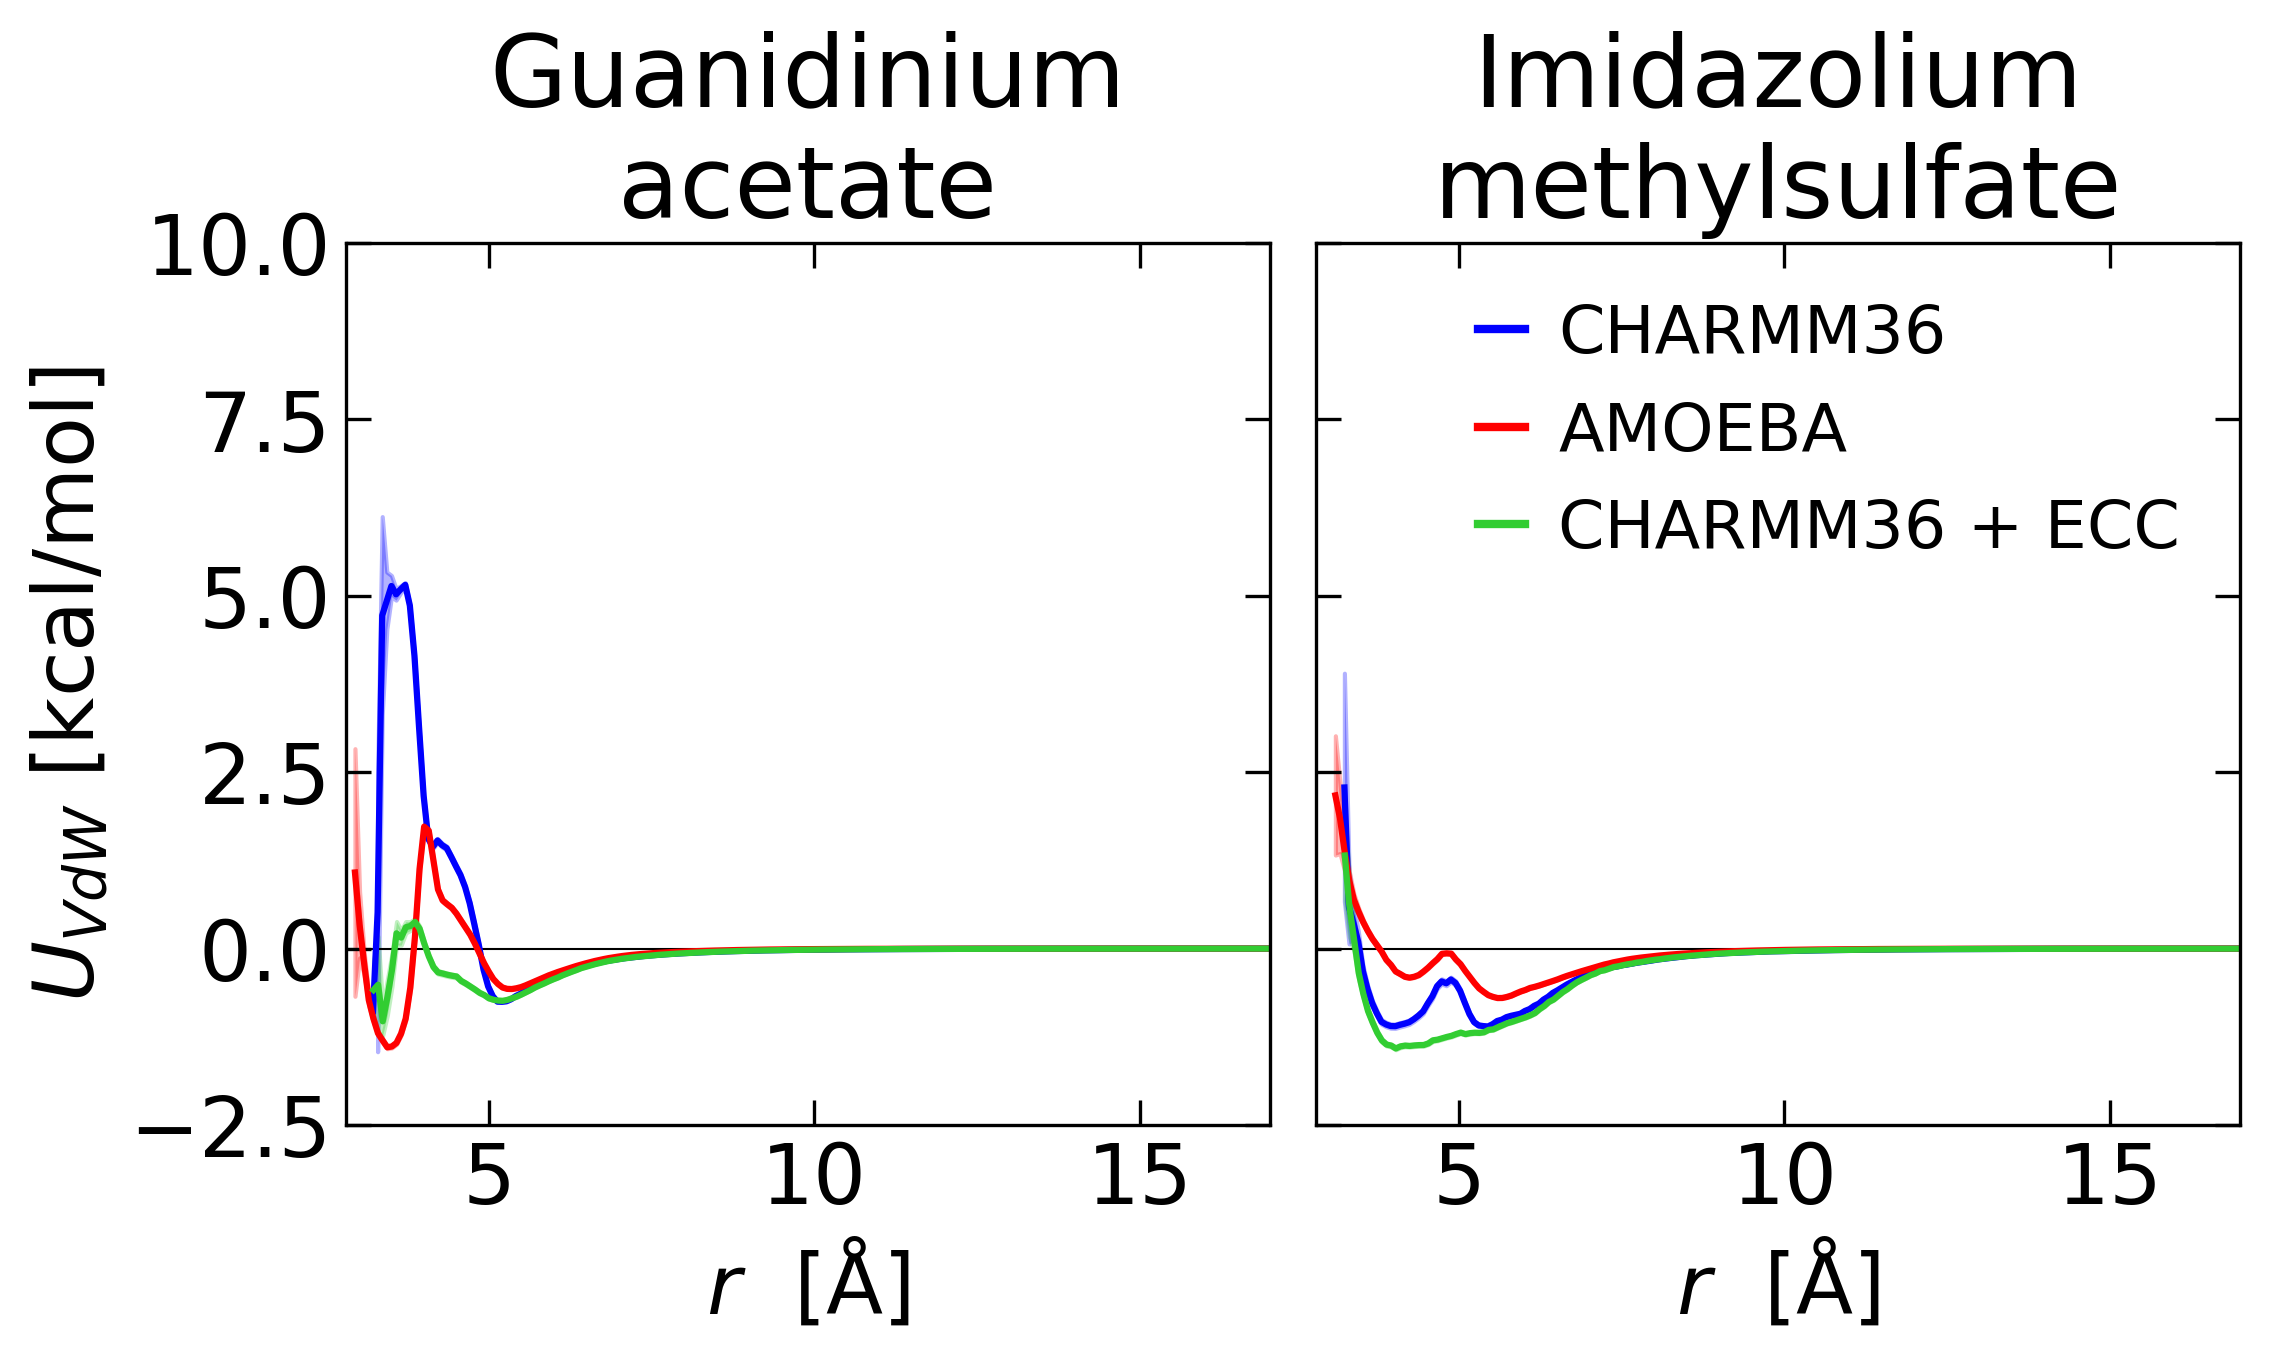 Guanidinium
acetate
Imidazolium
methylsulfate
10.0
7.5
5.0
2.5
0.0
−2.5
U_VdW [kcal/mol]
CHARMM36
AMOEBA
CHARMM36 + ECC
5 10 15
5 10 15
r [Å]
r [Å]